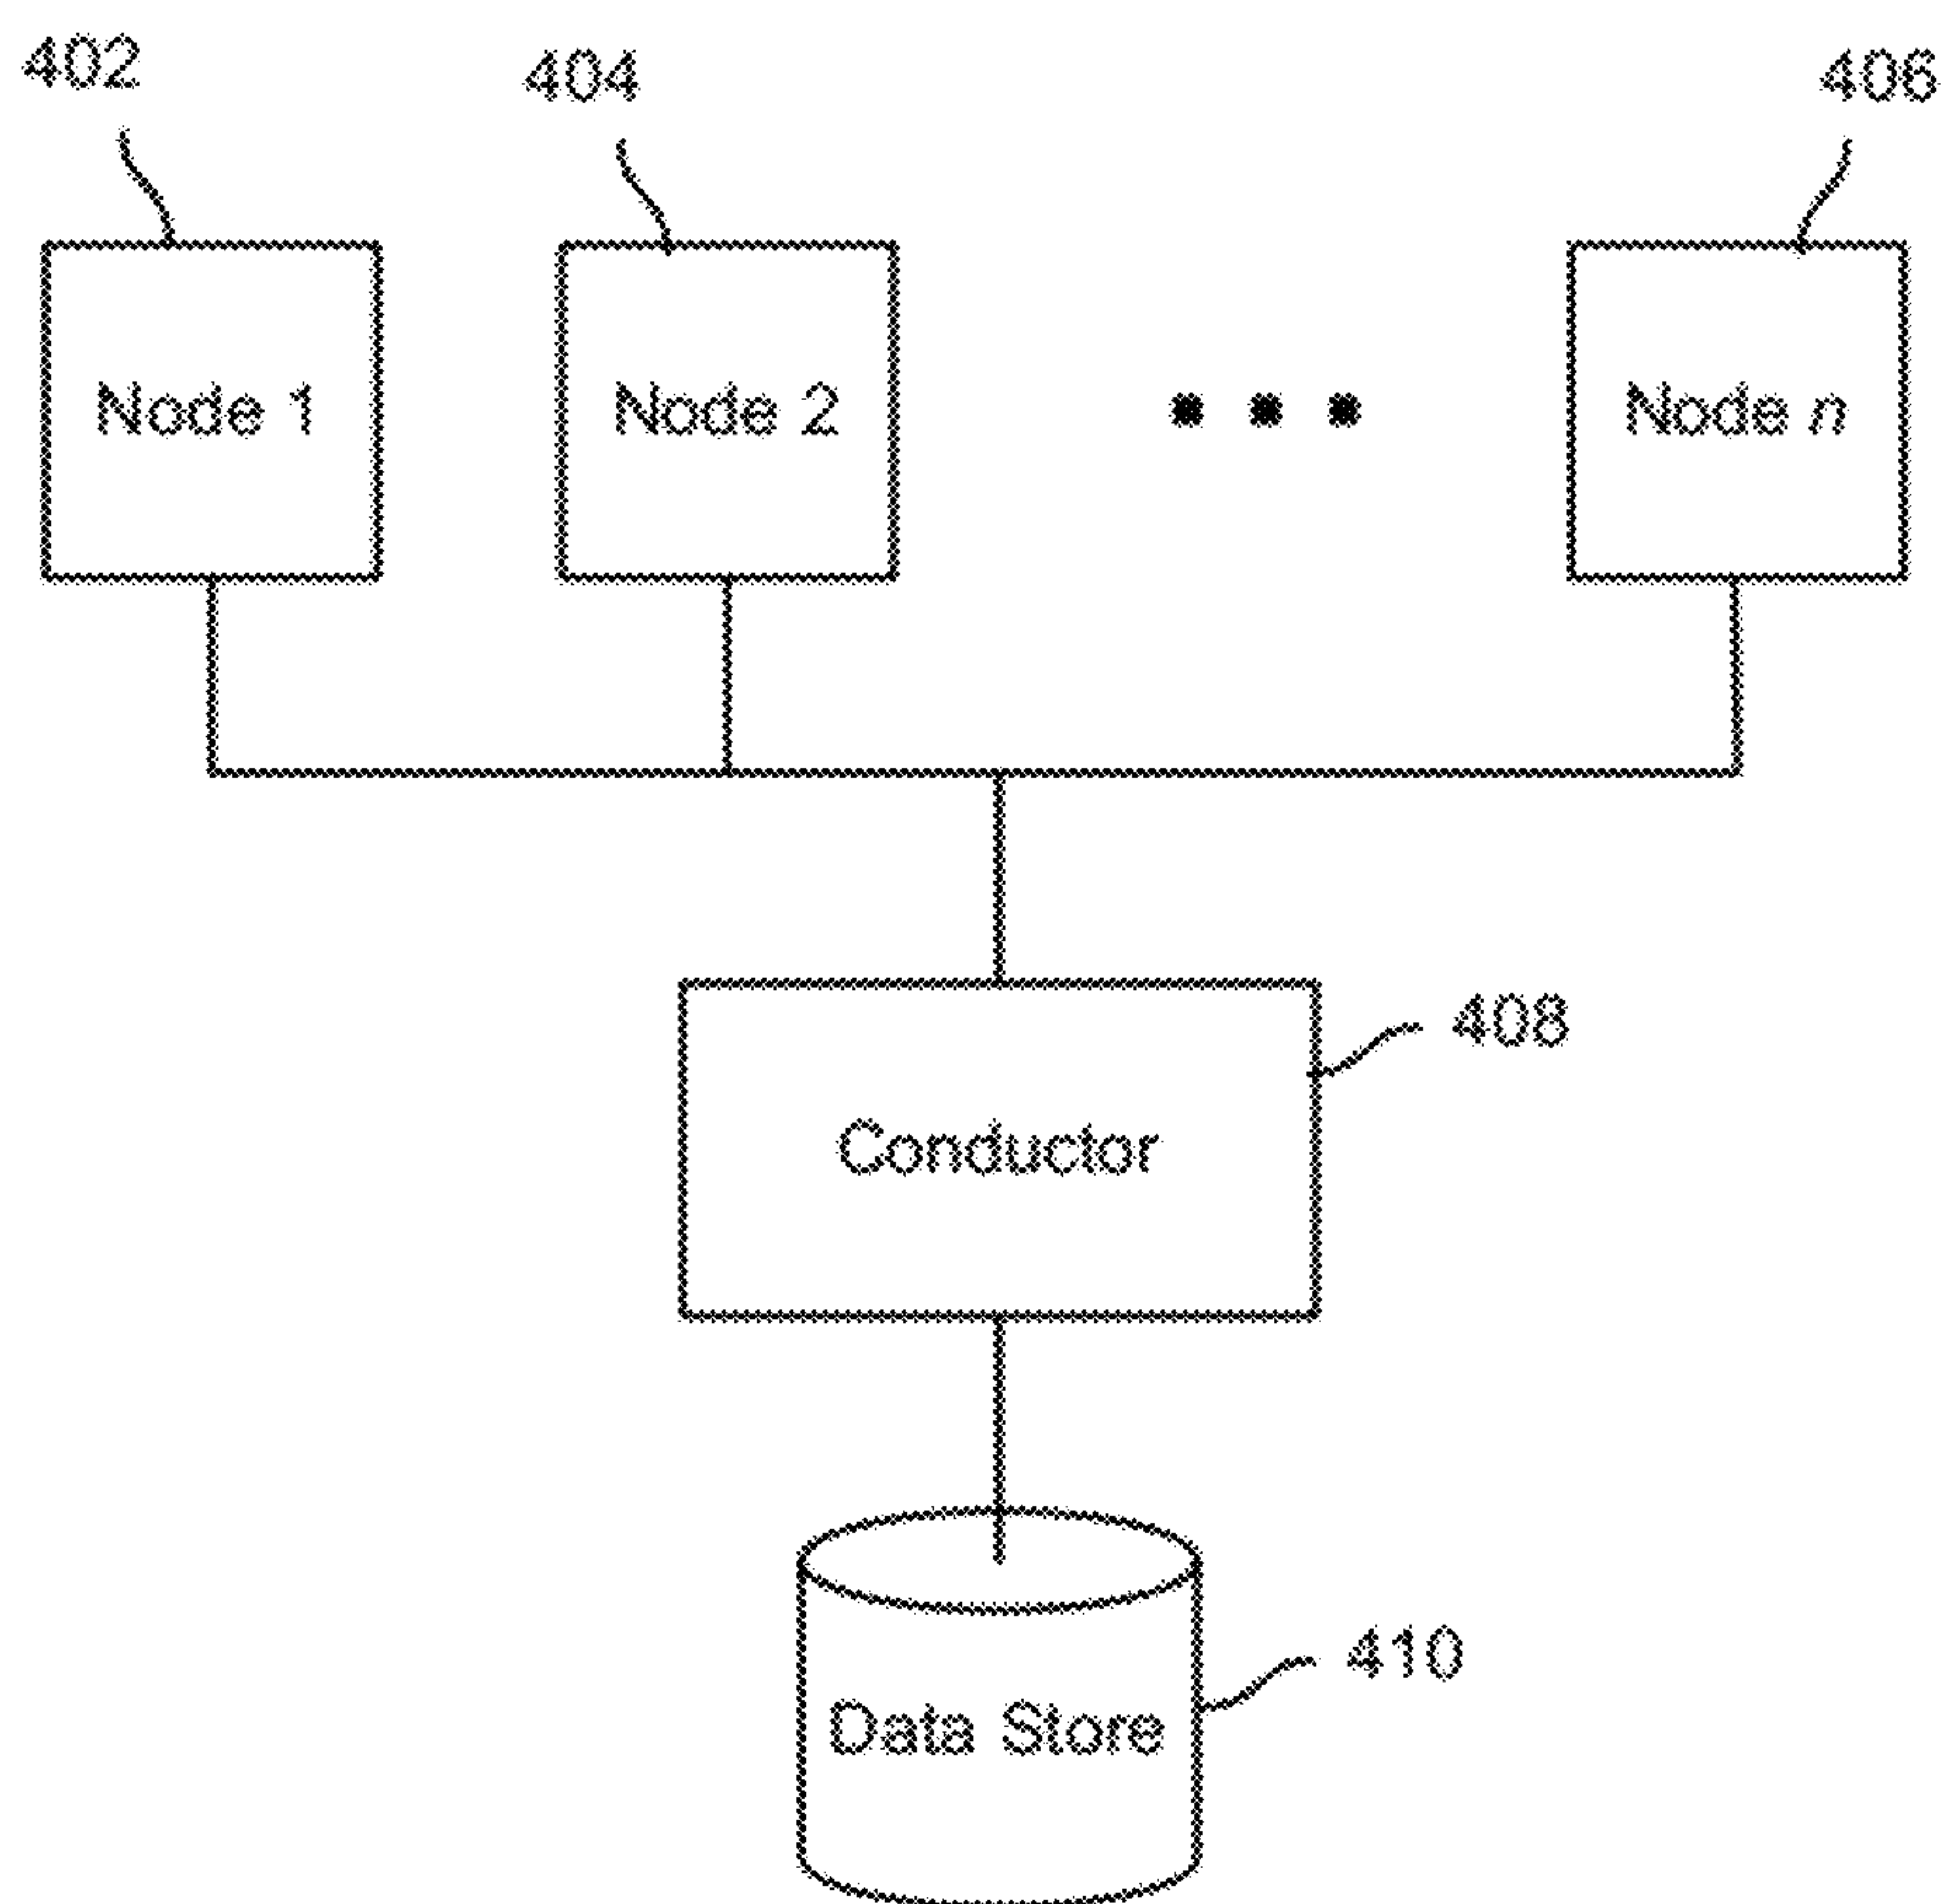 402
404
406
Node 1
Node 2
Node n
408
Conductor
410
Data Store